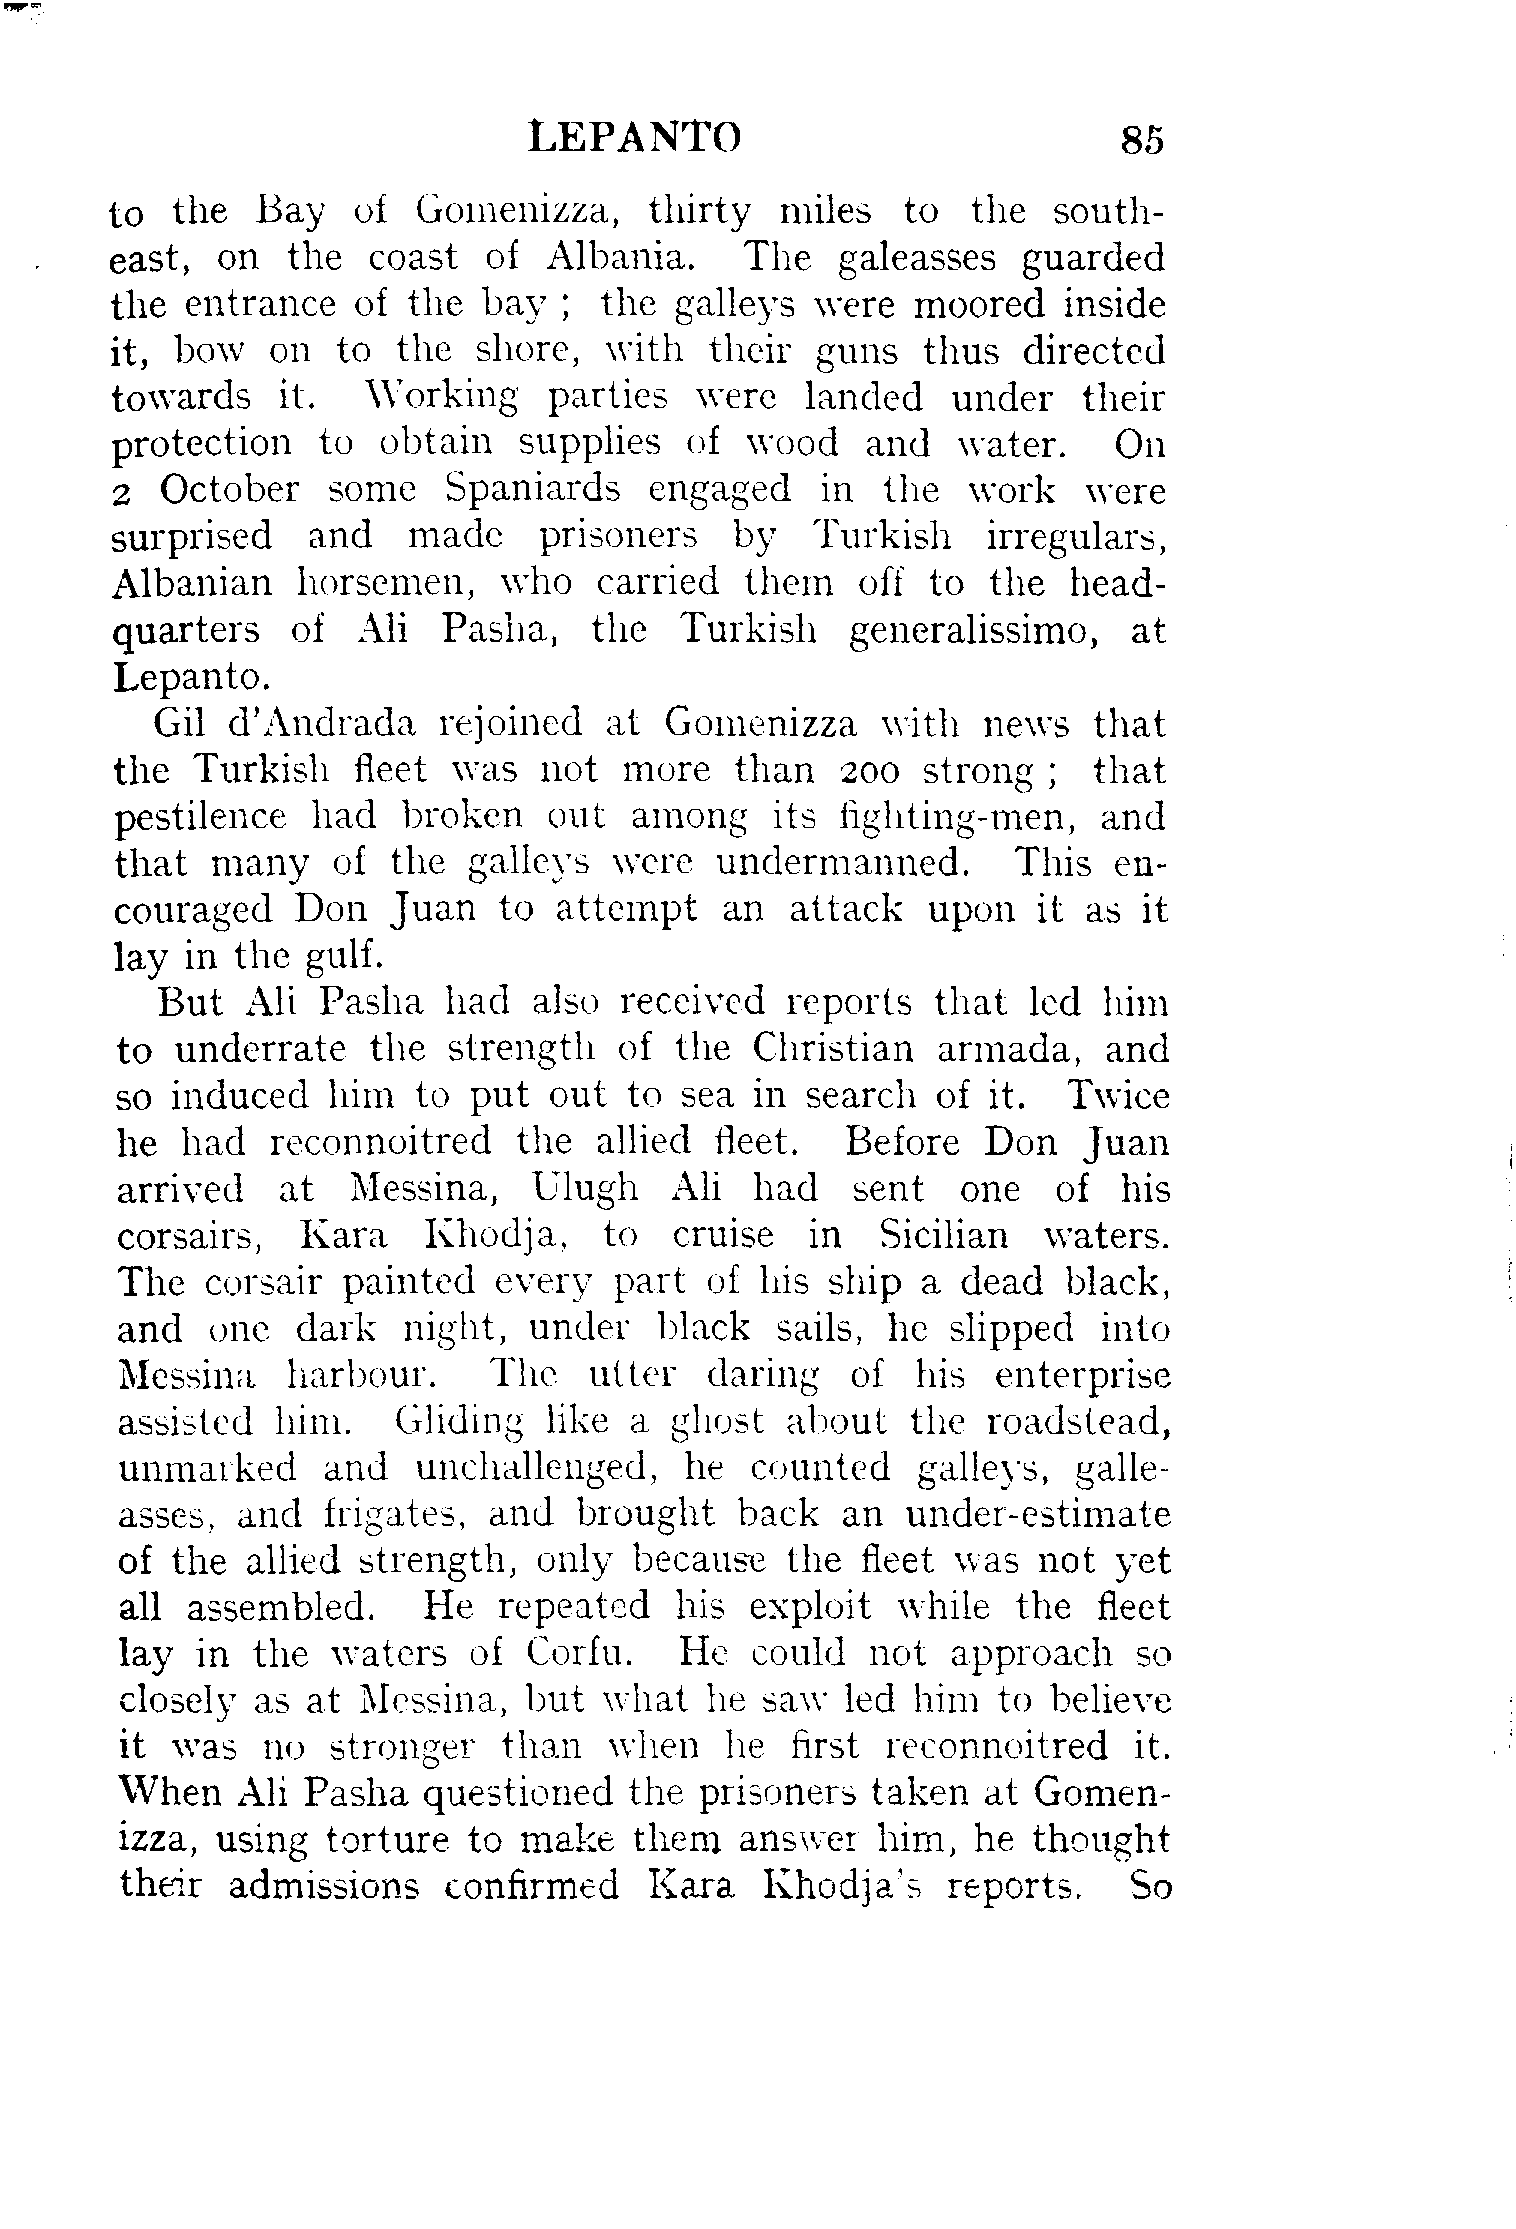 LEPANTO 85
to the Bay of Gomenizza, thirty miles to the south-
east, on the coast of Albania. The galeasses guarded
the entrance of the bay ; the galleys were moored inside
it, bow on to the shore, with their guns thus directed
towards it. Working parties were landed under their
protection to obtain supplies of wood and water. On
2 October some Spaniards engaged in the work were
surprised and made prisoners by Turkish irregulars,
Albanian horsemen, who carried them off to the head-
quarters of Ali Pasha, the Turkish generalissimo, at
Lepanto.
Gil d'Andrada rejoined at Gomenizza with news that
the Turkish fleet was not more than 200 strong ; that
pestilence had broken out among its fighting-men, and
that many of the galleys were undermanned. This en-
couraged Don Juan to attempt an attack upon it as it
lay in the gulf.
But Ali Pasha had also received reports that led him
to underrate the strength of the Christian armada, and
so induced him to put out to sea in search of it. Twice
he had reconnoitred the allied fleet. Before Don Juan
arrived at Messina, Ulugh Ali had sent one of his
corsairs, Kara Khodja, to cruise in Sicilian waters.
The corsair painted every part of his ship a dead black,
and one dark night, under black sails, he slipped into
Messina harbour. The utter daring of his enterprise
assisted him. Gliding like a ghost about the roadstead,
unmarked and unchallenged, he counted galleys, galle-
asses, and frigates, and brought back an under-estimate
of the allied strength, only because the fleet was not yet
all assembled. He repeated his exploit while the fleet
lay in the waters of Corfu. He could not approach so
closely as at Messina, but what he saw led him to believe
it was no stronger than when he first reconnoitred it.
When Ali Pasha questioned the prisoners taken at Gomen-
izza, using torture to make them answer him, he thought
their admissions confirmed Kara Khodja's reports. So